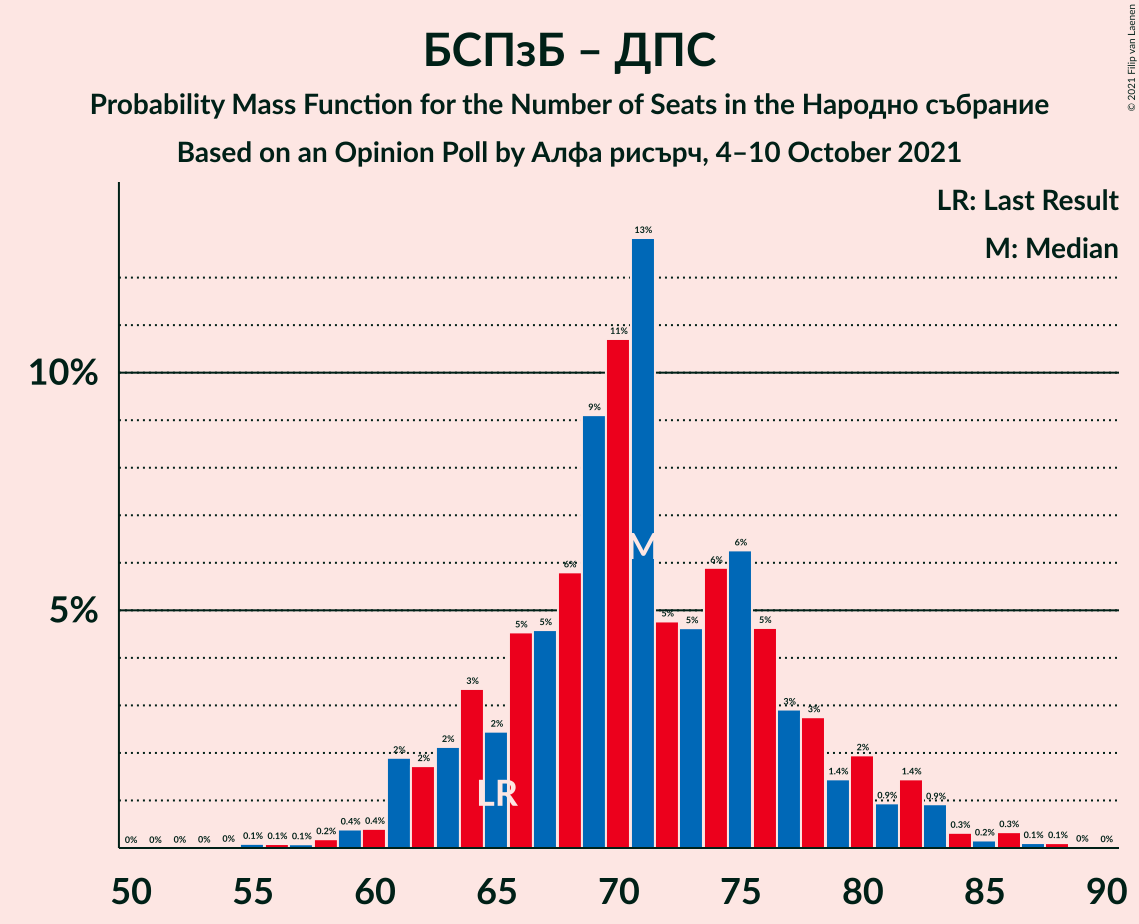 БСПзБ – ДПС
Probability Mass Function for the Number of Seats in the Народно събрание
Based on an Opinion Poll by Алфа рисърч, 4–10 October 2021
© 2021 Filip van Laenen
LR: Last Result
M: Median
10%
5%
0% 0% 0% 0% 0% 0.1% 0.1% 0.1% 0.2% 0.4% 0.4% 2% 2% 2% 3% 2% 5% 5% 6% 9% 11% 13% 5% 5% 6% 6% 5% 3% 3% 1.4% 2% 0.9% 1.4% 0.9% 0.3% 0.2% 0.3% 0.1% 0.1% 0% 0%
M
LR
50 55 60 65 70 75 80 85 90